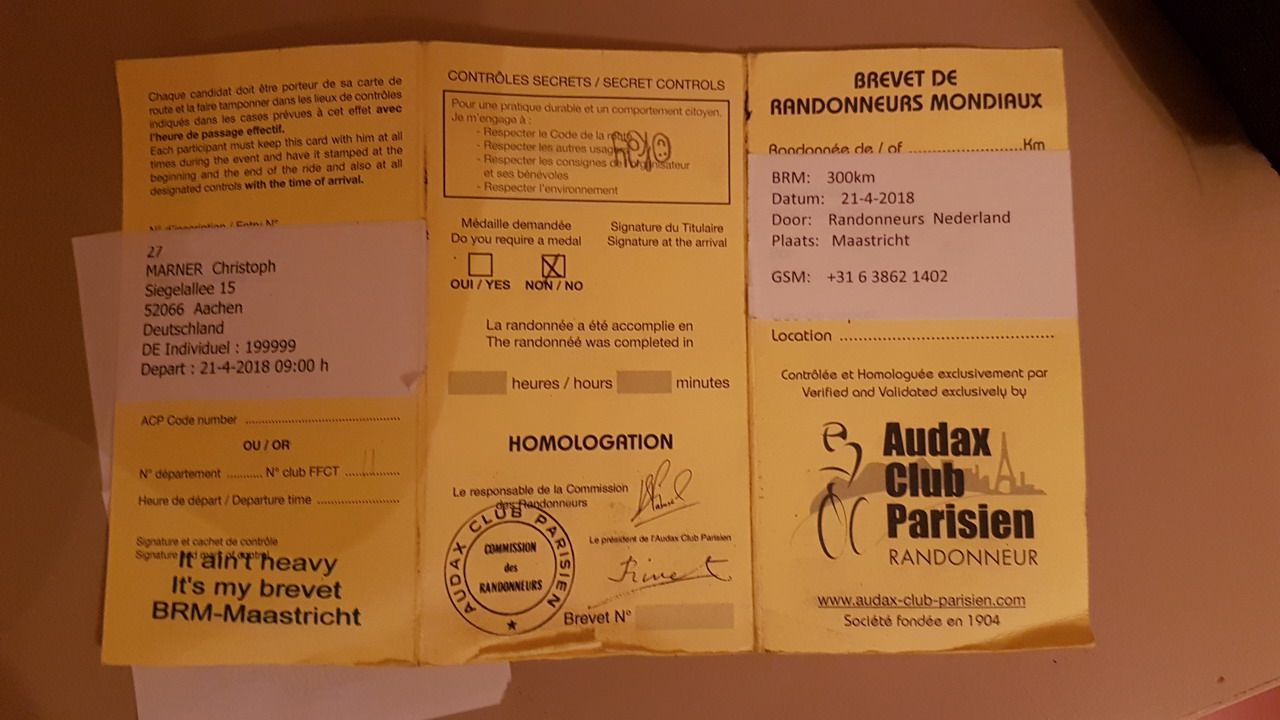 Chaque candidat doit être porteur de sa carte de
route et la faire tamponner dans les lieux de contrôles
indiqués dans les cases prévues à cet effet avec
l'heure de passage effectif.
Each participant must keep this card with him at all
times during the event and have it stamped at the
beginning and the end of the ride and also at all
designated controls with the time of arrival.
N° d'inscription / Entry N°
27
MARNER Christoph
Siegelallee 15
52066 Aachen
Deutschland
DE Individuel : 199999
Depart : 21-4-2018 09:00 h
ACP Code number
OU / OR
N° département .......... N° club FFCT
Heure de départ / Departure time
Signature et cachet de contrôle
Signature and mark of control
It ain't heavy
It's my brevet
BRM-Maastricht
CONTRÔLES SECRETS / SECRET CONTROLS
Pour une pratique durable et un comportement citoyen,
Je m'engage à :
- Respecter le Code de la route
- Respecter les autres usagers
- Respecter les consignes de l'organisateur
et ses bénévoles
- Respecter l'environnement
Médaille demandée
Do you require a medal
OUI / YES NON / NO
Signature du Titulaire
Signature at the arrival
La randonnée a été accomplie en
The randonnéé was completed in
heures / hours minutes
HOMOLOGATION
Le responsable de la Commission
des Randonneurs
AUDAX CLUB PARISIEN
COMMISSION
des
RANDONNEURS
Le président de l'Audax Club Parisien
Brevet N°
BREVET DE
RANDONNEURS MONDIAUX
Randonnée de / of ........................Km
BRM: 300km
Datum: 21-4-2018
Door: Randonneurs Nederland
Plaats: Maastricht
GSM: +31 6 3862 1402
Location
Contrôlée et Homologuée exclusivement par
Verified and Validated exclusively by
Audax
Club
Parisien
RANDONNEUR
www.audax-club-parisien.com
Société fondée en 1904